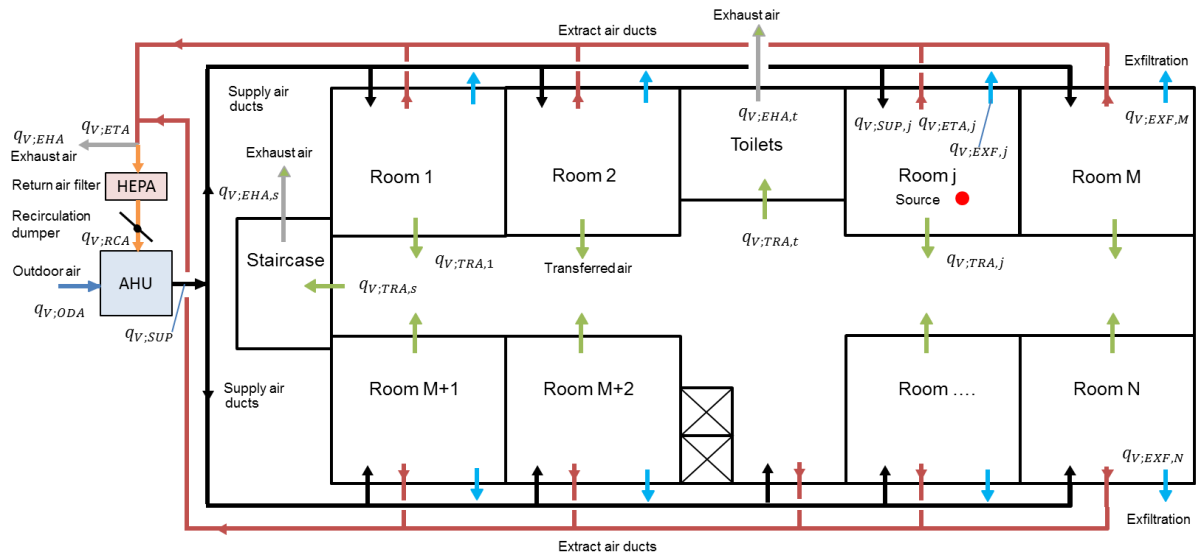 Exhaust air
Extract air ducts
Exfiltration
Supply air
ducts
q_{V;EHA,t}
q_{V;SUP,j}
q_{V;ETA,j}
q_{V;EXF,M}
q_{V;ETA}
q_{V;EHA}
Exhaust air
Toilets
q_{V;EXF,j}
Exhaust air
Return air filter
HEPA
q_{V;EHA,s}
Room 1
Room 2
Room j
Room M
Source
Recirculation
dumper
q_{V;RCA}
q_{V;TRA,t}
Staircase
q_{V;TRA,1}
Transferred air
q_{V;TRA,j}
Outdoor air
AHU
q_{V;TRA,s}
q_{V;ODA}
q_{V;SUP}
Supply air
ducts
Room M+1
Room M+2
Room ....
Room N
q_{V;EXF,N}
Exfiltration
Extract air ducts